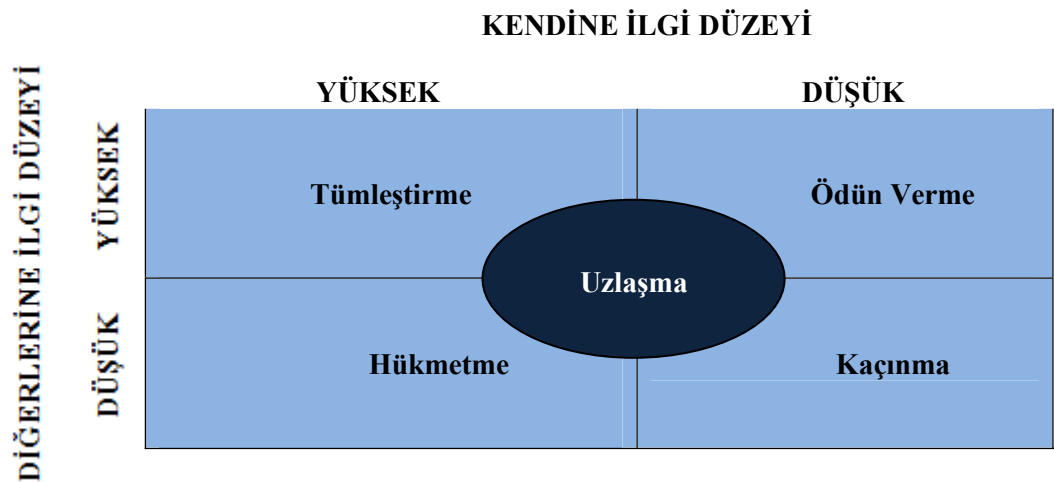 KENDİNE İLGİ DÜZEYİ
YÜKSEK DÜŞÜK
DİĞERLERİNE İLGİ DÜZEYİ
YÜKSEK
Tümleştirme Ödün Verme
Uzlaşma
DÜŞÜK
Hükmetme Kaçınma